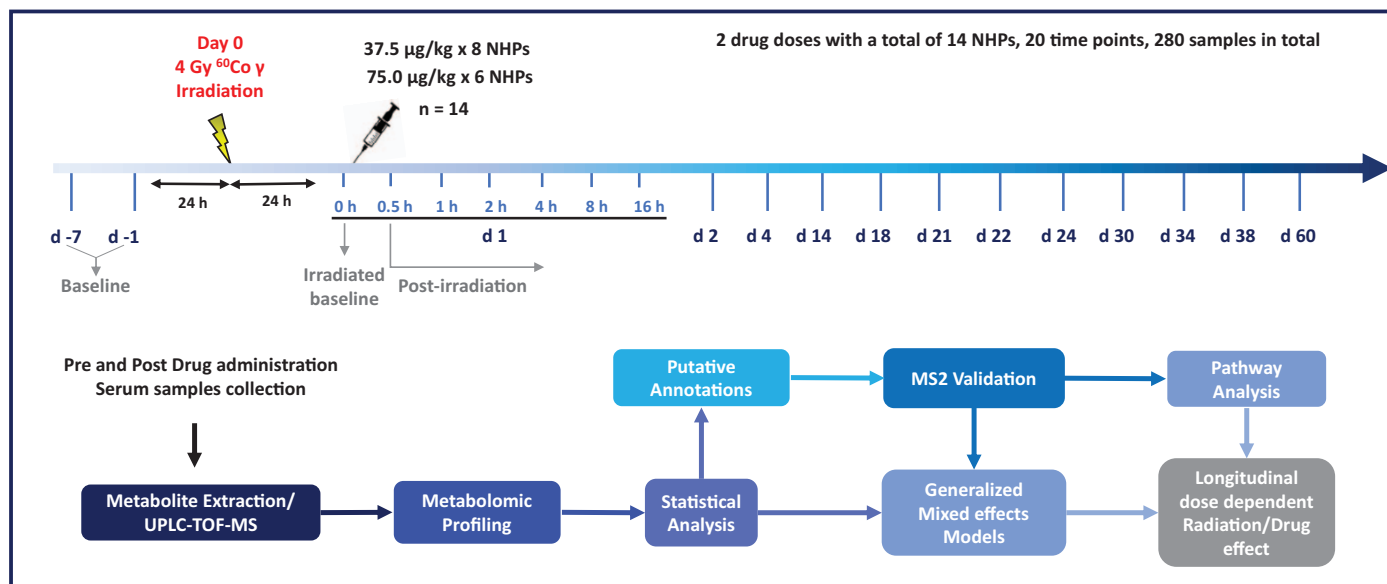 Day 0
4 Gy ⁶⁰Co γ
Irradiation
37.5 µg/kg x 8 NHPs
75.0 µg/kg x 6 NHPs
n = 14
2 drug doses with a total of 14 NHPs, 20 time points, 280 samples in total
24 h
24 h
0 h
0.5 h
1 h
2 h
4 h
8 h
16 h
d -7
d -1
d 1
d 2
d 4
d 14
d 18
d 21
d 22
d 24
d 30
d 34
d 38
d 60
Baseline
Irradiated
baseline
Post-irradiation
Pre and Post Drug administration
Serum samples collection
Putative
Annotations
MS2 Validation
Pathway
Analysis
Metabolite Extraction/
UPLC-TOF-MS
Metabolomic
Profiling
Statistical
Analysis
Generalized
Mixed effects
Models
Longitudinal
dose dependent
Radiation/Drug
effect